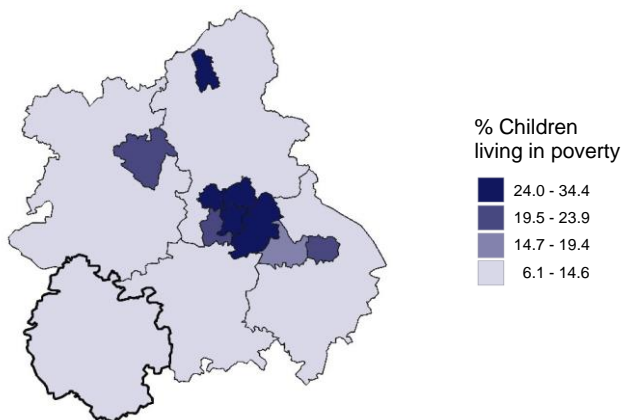 % Children
living in poverty
24.0 - 34.4
19.5 - 23.9
14.7 - 19.4
6.1 - 14.6